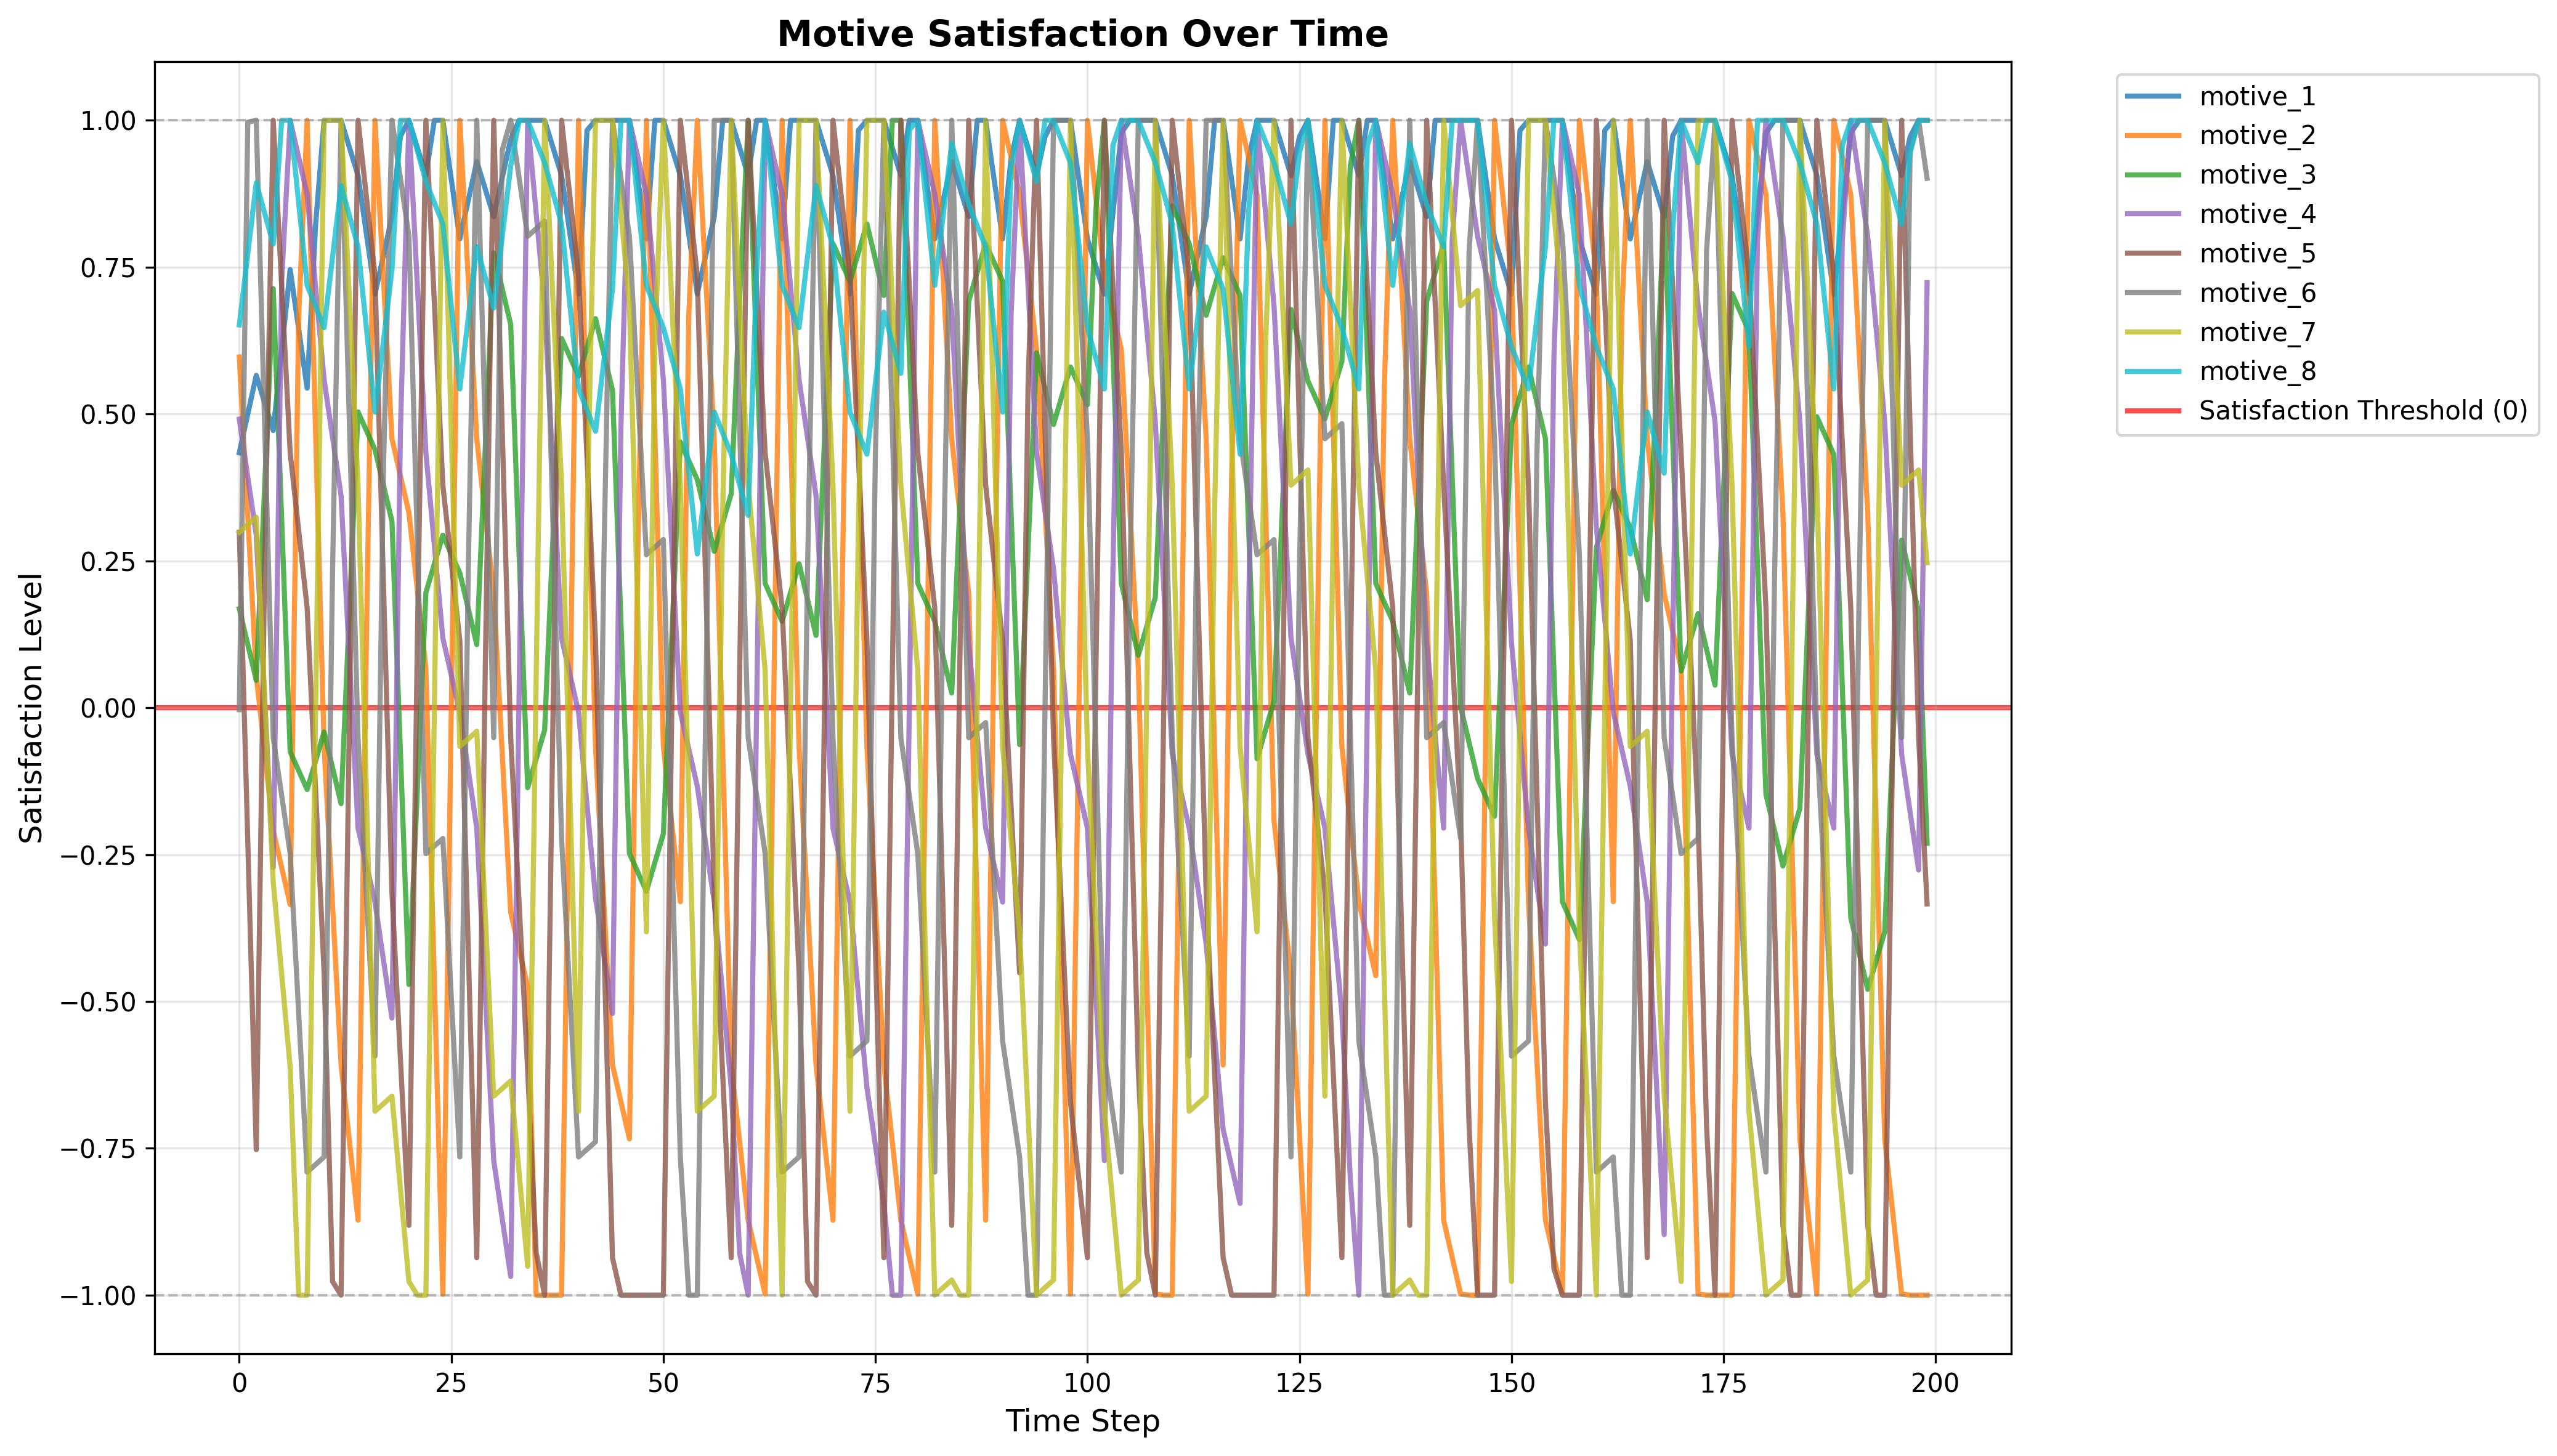 Motive Satisfaction Over Time
Satisfaction Level
1.00
0.75
0.50
0.25
0.00
−0.25
−0.50
−0.75
−1.00
0 25 50 75 100 125 150 175 200
Time Step
motive_1
motive_2
motive_3
motive_4
motive_5
motive_6
motive_7
motive_8
Satisfaction Threshold (0)